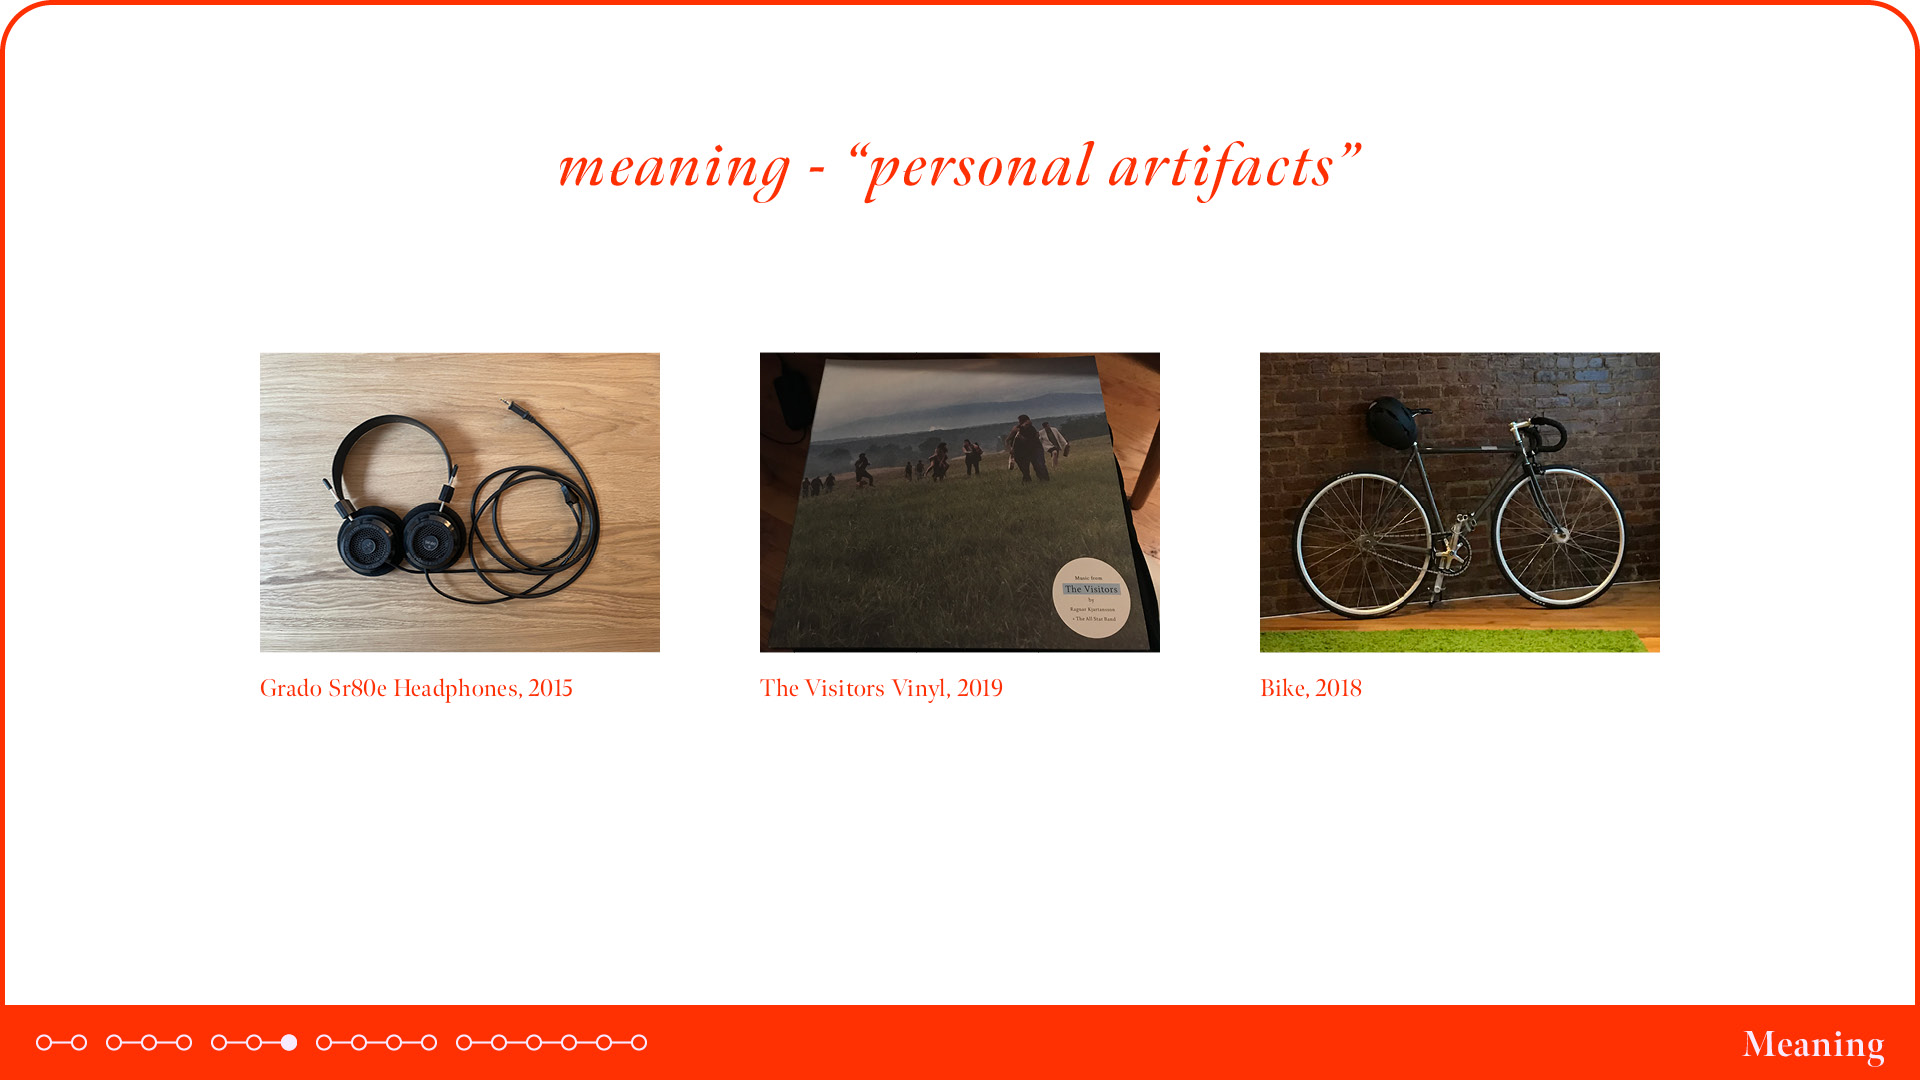 meaning - “personal artifacts”
Music from
The Visitors
by
Ragnar Kjartansson
+ The All Star Band
Grado Sr80e Headphones, 2015
The Visitors Vinyl, 2019
Bike, 2018
Meaning